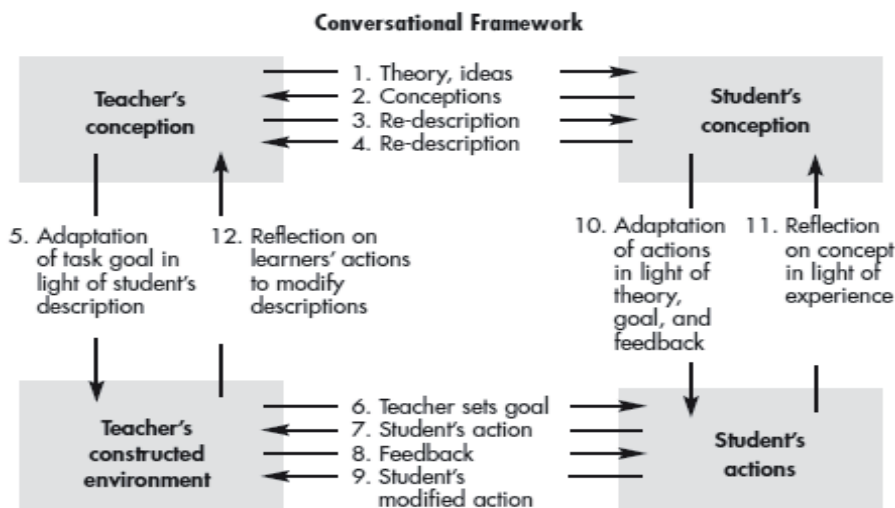 Conversational Framework
Teacher's
conception
1. Theory, ideas
2. Conceptions
3. Re-description
4. Re-description
Student's
conception
5. Adaptation
of task goal in
light of student's
description
12. Reflection on
learners' actions
to modify
descriptions
10. Adaptation
of actions
in light of
theory,
goal, and
feedback
11. Reflection
on concept
in light of
experience
Teacher's
constructed
environment
6. Teacher sets goal
7. Student's action
8. Feedback
9. Student's
modified action
Student's
actions